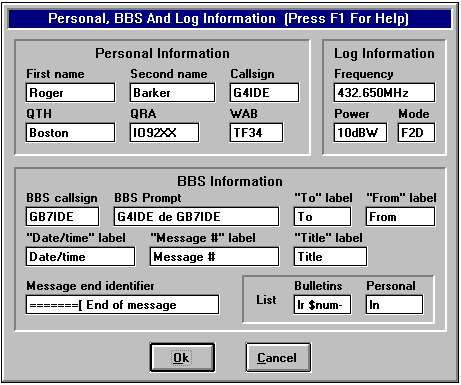 Personal, BBS And Log Information (Press F1 For Help)
Personal Information
First name Second name Callsign
Roger Barker G4IDE
QTH QRA WAB
Boston IO92XX TF34
Log Information
Frequency
432.650MHz
Power Mode
10dBW F2D
BBS Information
BBS callsign BBS Prompt "To" label "From" label
GB7IDE G4IDE de GB7IDE To From
"Date/time" label "Message #" label "Title" label
Date/time Message # Title
Message end identifier
=======[ End of message
List
Bulletins Personal
lr $num- ln
Ok Cancel